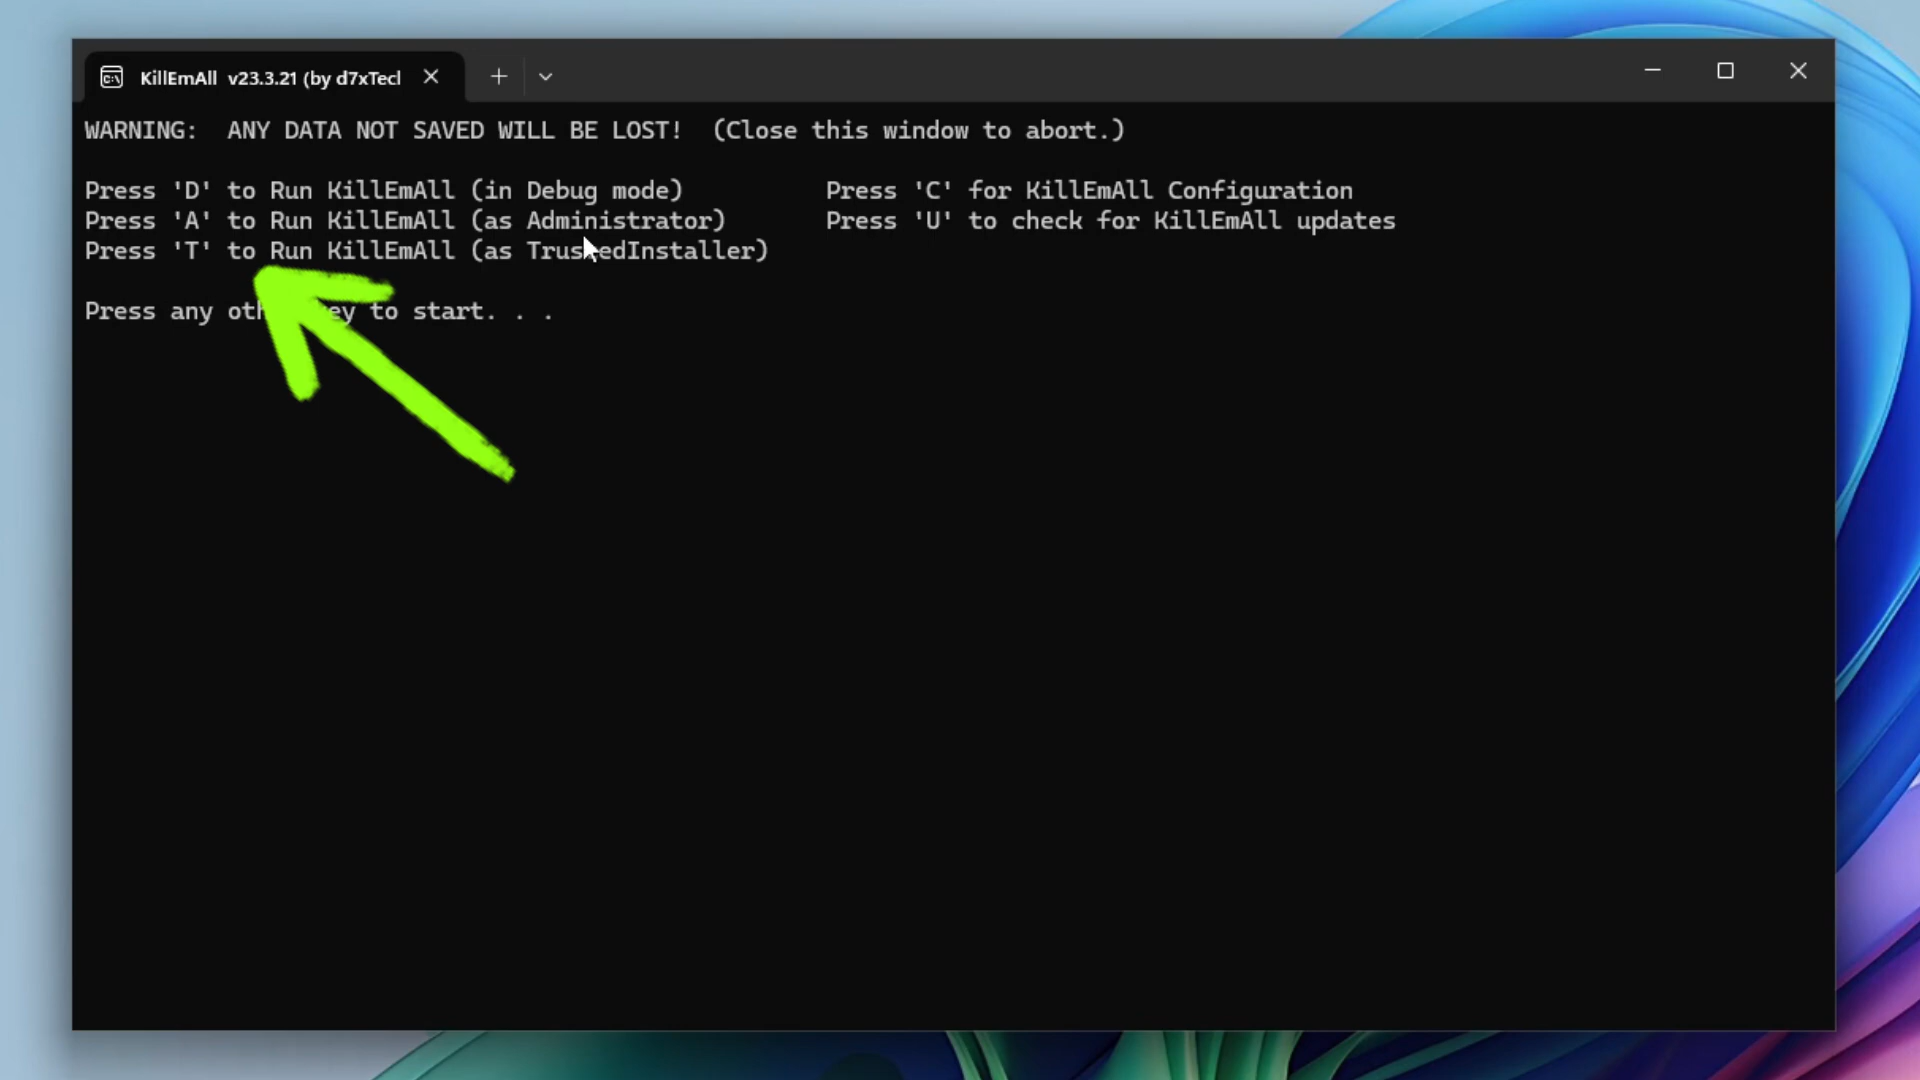 KillEmAll v23.3.21 (by d7xTecl
WARNING: ANY DATA NOT SAVED WILL BE LOST! (Close this window to abort.)
Press 'D' to Run KillEmAll (in Debug mode) Press 'C' for KillEmAll Configuration
Press 'A' to Run KillEmAll (as Administrator) Press 'U' to check for KillEmAll updates
Press 'T' to Run KillEmAll (as TrustedInstaller)
Press any other key to start. . .